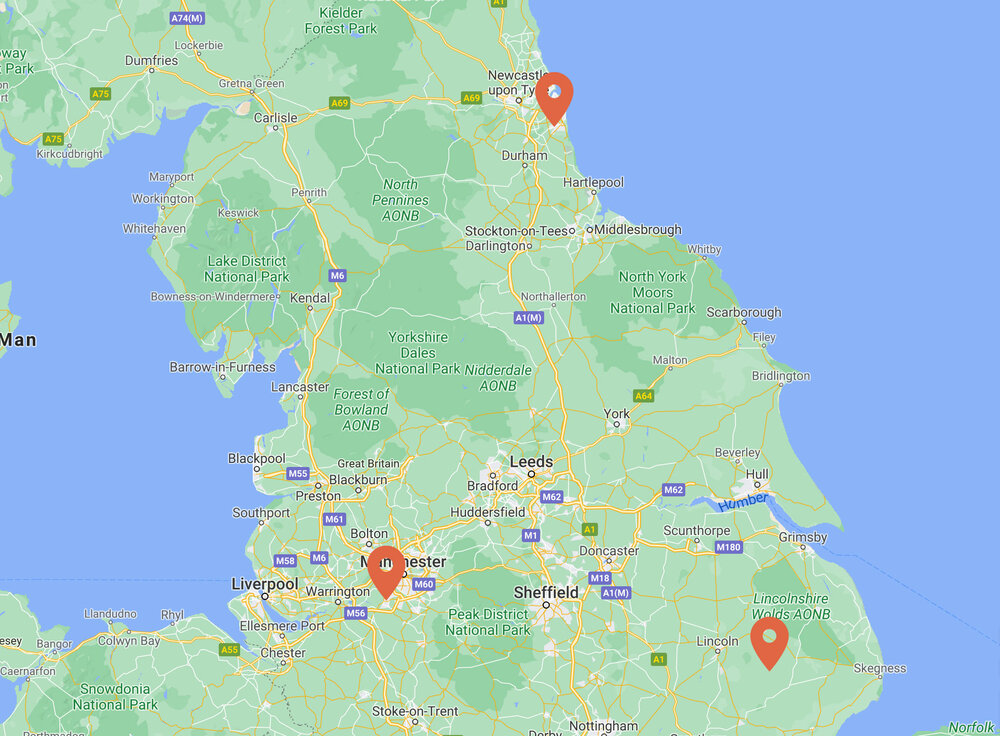 A1
Kielder
Forest Park
A74(M)
Lockerbie
Dumfries
Park
Gretna Green
Newcastle
upon Ty
A75
A69
A69
Carlisle
A75
Kirkcudbright
Durham
North
Pennines
AONB
Maryport
Workington
Keswick
Penrith
Hartlepool
Whitehaven
Stockton-on-Tees
Middlesbrough
Darlington
Whitby
Lake District
National Park
M6
North York
Moors
National Park
Bowness-on-Windermere
Kendal
Northallerton
A1(M)
Scarborough
Man
Yorkshire
Dales
National Park
Filey
Malton
Nidderdale
AONB
Barrow-in-Furness
Bridlington
Lancaster
Forest of
Bowland
AONB
A64
York
Beverley
Blackpool
Great Britain
Leeds
M55
Blackburn
Bradford
Hull
Preston
M62
M62
Humber
Southport
M61
Huddersfield
Bolton
M1
A1
Scunthorpe
Grimsby
M180
M58
M6
Manchester
Doncaster
Liverpool
M60
M18
Warrington
Sheffield
A1(M)
Lincolnshire
Wolds AONB
Llandudno
Rhyl
M56
Peak District
National Park
Ellesmere Port
Colwyn Bay
Bangor
A55
Chester
Lincoln
A1
Skegness
Caernarfon
Snowdonia
National Park
Stoke-on-Trent
Nottingham
Norfolk